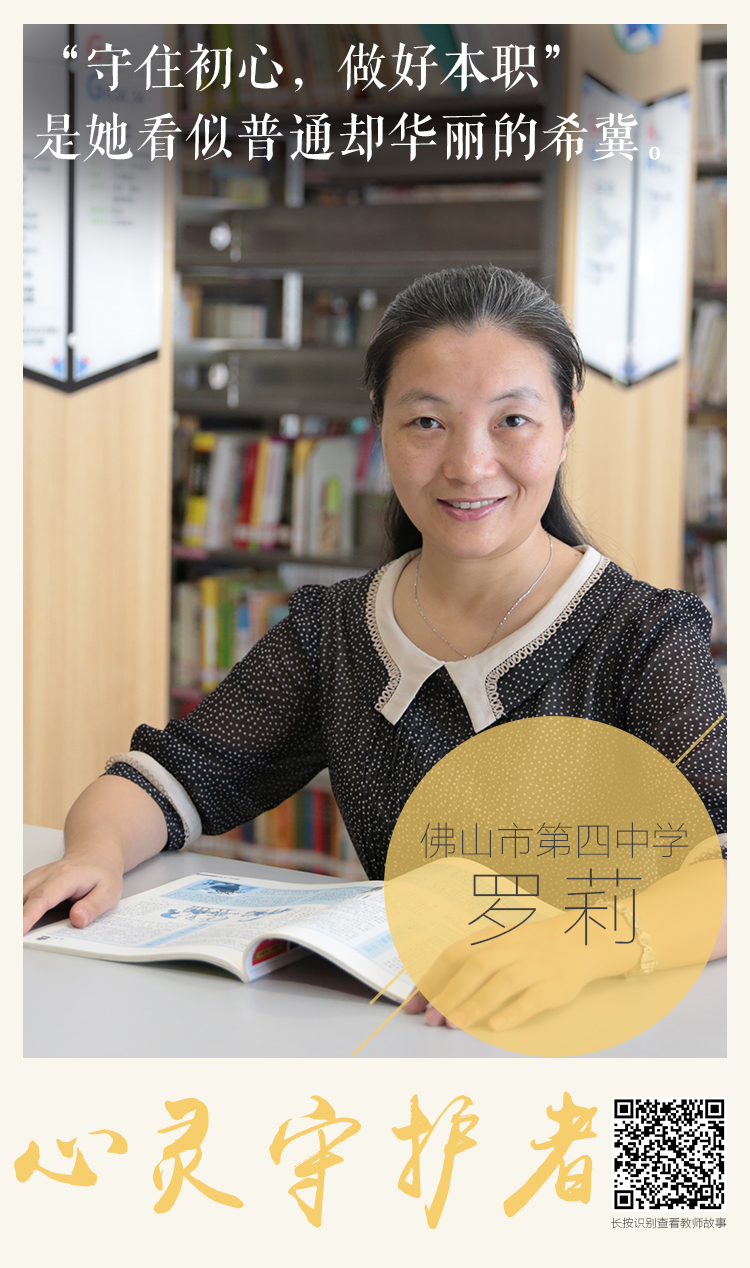 “守住初心，做好本职”
是她看似普通却华丽的希冀。
佛山市第四中学
罗莉
心灵守护者
长按识别查看教师故事